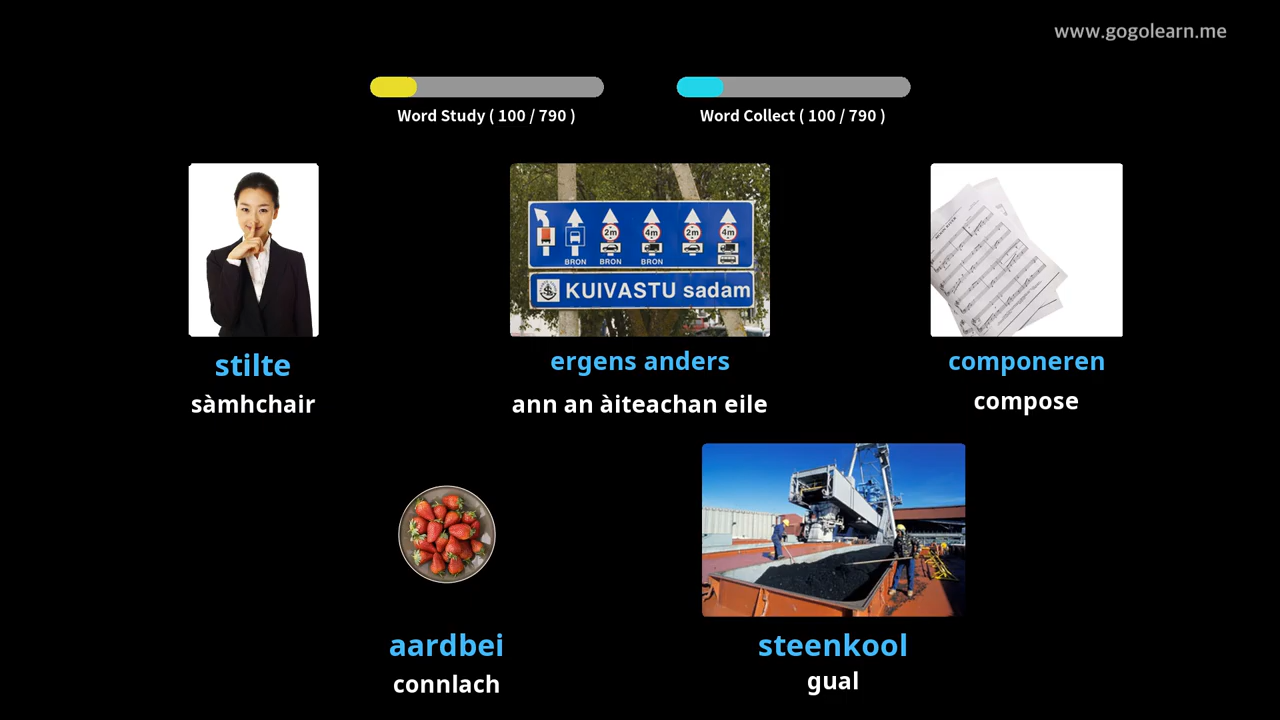 www.gogolearn.me
Word Study ( 100 / 790 )
Word Collect ( 100 / 790 )
2m
4m
2m
4m
BRON
BRON
BRON
KUIVASTU sadam
stilte
ergens anders
componeren
sàmhchair
ann an àiteachan eile
compose
aardbei
steenkool
connlach
gual